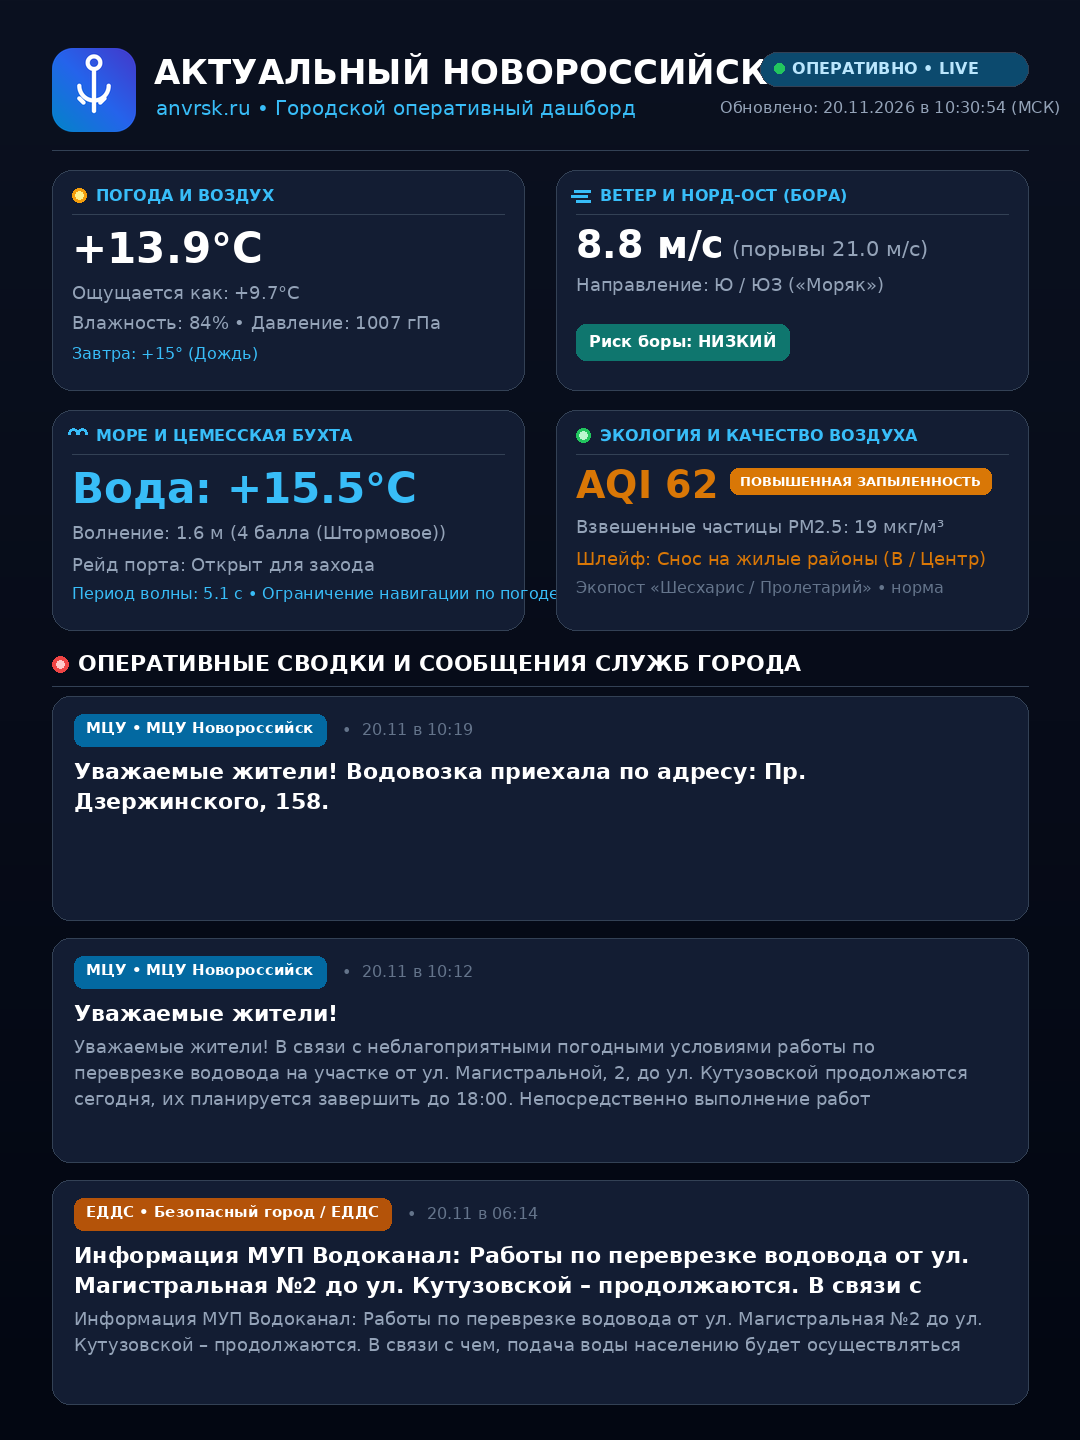 АКТУАЛЬНЫЙ НОВОРОССИЙСК
ОПЕРАТИВНО • LIVE
anvrsk.ru • Городской оперативный дашборд
Обновлено: 20.11.2026 в 10:30:54 (МСК)
ПОГОДА И ВОЗДУХ
+13.9°C
Ощущается как: +9.7°C
Влажность: 84% • Давление: 1007 гПа
Завтра: +15° (Дождь)
ВЕТЕР И НОРД-ОСТ (БОРА)
8.8 м/с (порывы 21.0 м/с)
Направление: Ю / ЮЗ («Моряк»)
Риск боры: НИЗКИЙ
МОРЕ И ЦЕМЕССКАЯ БУХТА
Вода: +15.5°C
Волнение: 1.6 м (4 балла (Штормовое))
Рейд порта: Открыт для захода
Период волны: 5.1 с • Ограничение навигации по погоде
ЭКОЛОГИЯ И КАЧЕСТВО ВОЗДУХА
AQI 62 ПОВЫШЕННАЯ ЗАПЫЛЕННОСТЬ
Взвешенные частицы PM2.5: 19 мкг/м³
Шлейф: Снос на жилые районы (В / Центр)
Экопост «Шесхарис / Пролетарий» • норма
ОПЕРАТИВНЫЕ СВОДКИ И СООБЩЕНИЯ СЛУЖБ ГОРОДА
МЦУ • МЦУ Новороссийск • 20.11 в 10:19
Уважаемые жители! Водовозка приехала по адресу: Пр.
Дзержинского, 158.
МЦУ • МЦУ Новороссийск • 20.11 в 10:12
Уважаемые жители!
Уважаемые жители! В связи с неблагоприятными погодными условиями работы по
переврезке водовода на участке от ул. Магистральной, 2, до ул. Кутузовской продолжаются
сегодня, их планируется завершить до 18:00. Непосредственно выполнение работ
ЕДДС • Безопасный город / ЕДДС • 20.11 в 06:14
Информация МУП Водоканал: Работы по переврезке водовода от ул.
Магистральная №2 до ул. Кутузовской – продолжаются. В связи с
Информация МУП Водоканал: Работы по переврезке водовода от ул. Магистральная №2 до ул.
Кутузовской – продолжаются. В связи с чем, подача воды населению будет осуществляться